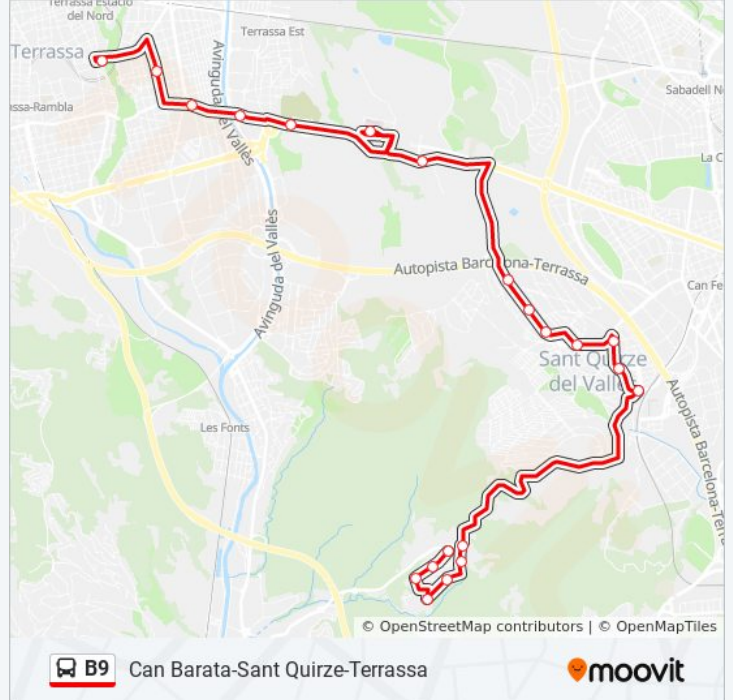 Terrassa Estació
del Nord
Terrassa Est
Terrassa
Avinguda del Vallès
Sabadell N
ssa-Rambla
La C
Avinguda del Vallès
Autopista Barcelona-Terrassa
Can Fe
Sant Quirze
del Vallès
Autopista Barcelona-Terra
Les Fonts
© OpenStreetMap contributors | © OpenMapTiles
B9 Can Barata-Sant Quirze-Terrassa
moovit